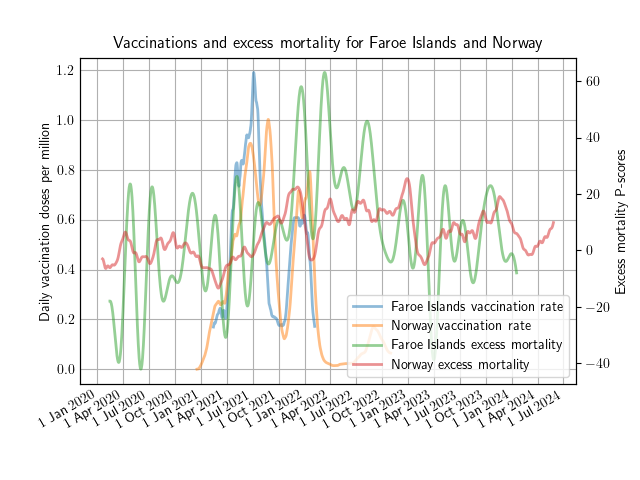 Vaccinations and excess mortality for Faroe Islands and Norway
Daily vaccination doses per million
1.2
1.0
0.8
0.6
0.4
0.2
0.0
60
40
20
0
−20
−40
Excess mortality P-scores
Faroe Islands vaccination rate
Norway vaccination rate
Faroe Islands excess mortality
Norway excess mortality
1 Jan 2020
1 Apr 2020
1 Jul 2020
1 Oct 2020
1 Jan 2021
1 Apr 2021
1 Jul 2021
1 Oct 2021
1 Jan 2022
1 Apr 2022
1 Jul 2022
1 Oct 2022
1 Jan 2023
1 Apr 2023
1 Jul 2023
1 Oct 2023
1 Jan 2024
1 Apr 2024
1 Jul 2024